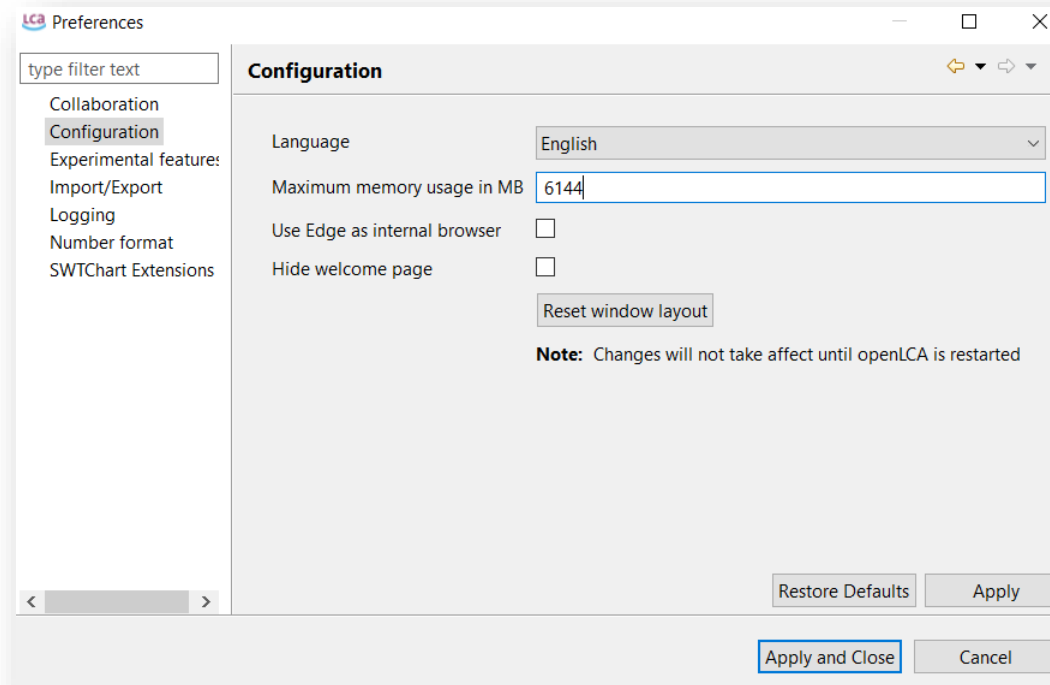 LCA Preferences
type filter text
Collaboration
Configuration
Experimental features
Import/Export
Logging
Number format
SWTChart Extensions
Configuration
Language English
Maximum memory usage in MB 6144
Use Edge as internal browser
Hide welcome page
Reset window layout
Note: Changes will not take affect until openLCA is restarted
Restore Defaults Apply
Apply and Close Cancel